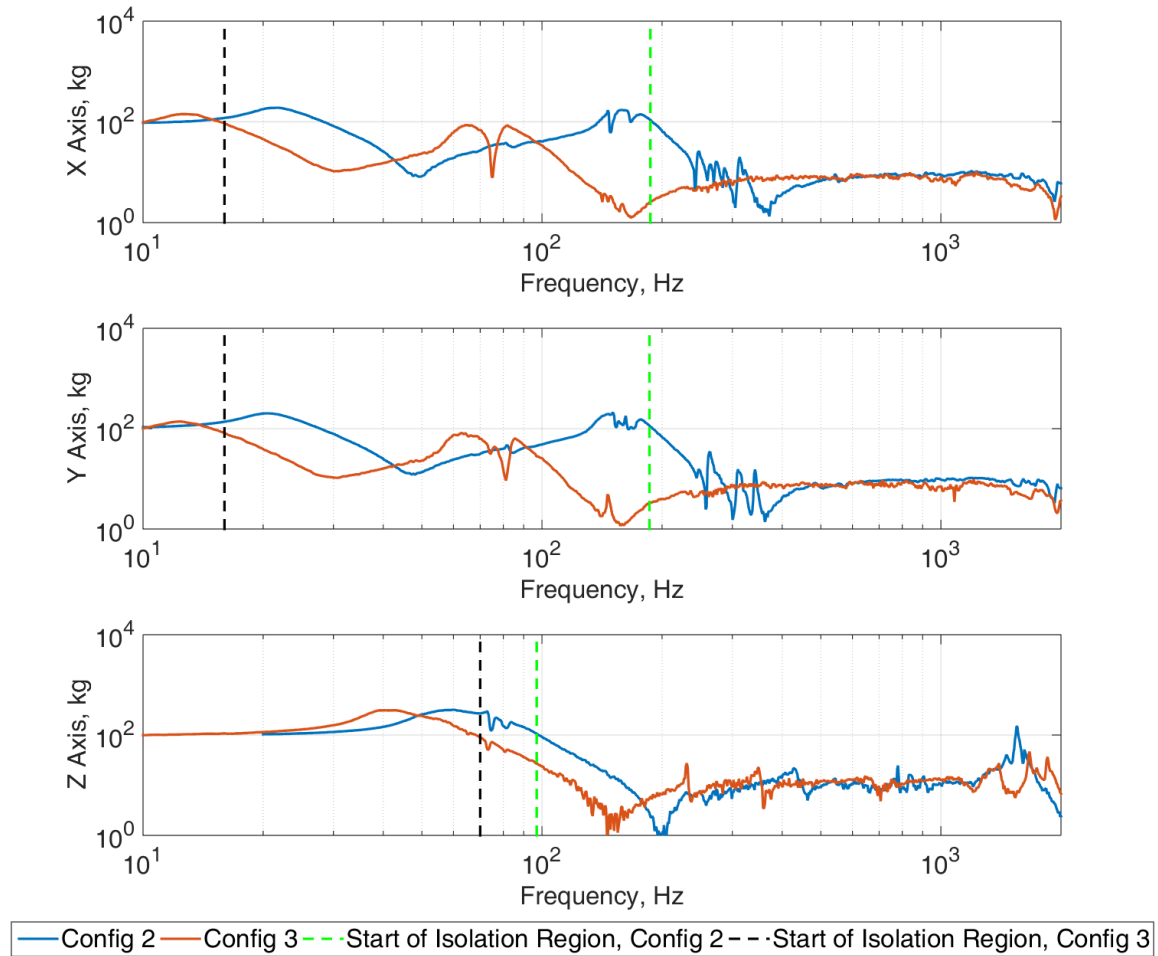 10^4
X Axis, kg
10^2
10^0
10^1 10^2 10^3
Frequency, Hz
10^4
Y Axis, kg
10^2
10^0
10^1 10^2 10^3
Frequency, Hz
10^4
Z Axis, kg
10^2
10^0
10^1 10^2 10^3
Frequency, Hz
Config 2 Config 3 Start of Isolation Region, Config 2 Start of Isolation Region, Config 3